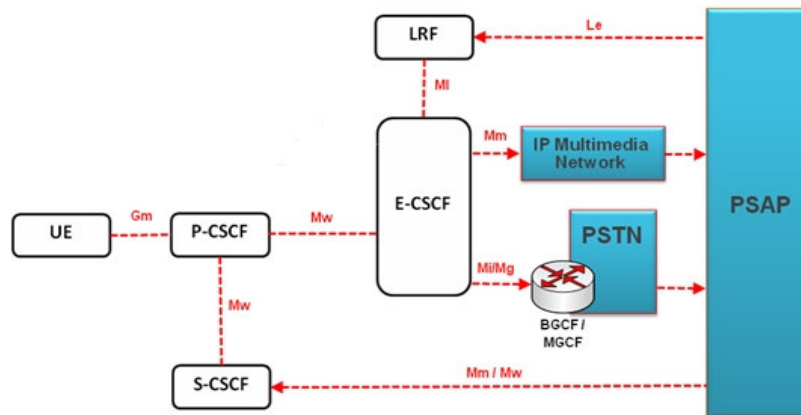 LRF
Le
Ml
Mm
IP Multimedia
Network
E-CSCF
PSAP
UE
Gm
P-CSCF
Mw
PSTN
Mi/Mg
Mw
BGCF /
MGCF
S-CSCF
Mm / Mw